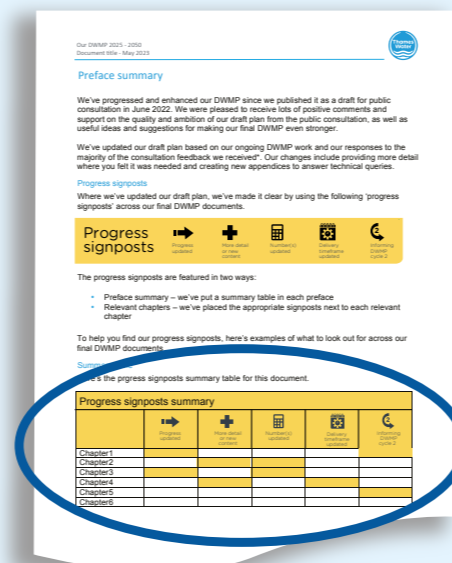 Our DWMP 2025 - 2050
Document title - May 2023
Thames
Water
Preface summary
We've progressed and enhanced our DWMP since we published it as a draft for public
consultation in June 2022. We were pleased to receive lots of positive comments and
support on the quality and ambition of our draft plan from the public consultation, as well as
useful ideas and suggestions for making our final DWMP even stronger.
We've updated our draft plan based on our ongoing DWMP work and our responses to the
majority of the consultation feedback we received*. Our changes include providing more detail
where you felt it was needed and creating new appendices to answer technical queries.
Progress signposts
Where we've updated our draft plan, we've made it clear by using the following 'progress
signposts' across our final DWMP documents.
Progress
signposts
Progress
updated
More detail
or new
content
Number(s)
updated
Delivery
timeframe
updated
Informing
DWMP
cycle 2
The progress signposts are featured in two ways:
• Preface summary – we've put a summary table in each preface
• Relevant chapters – we've placed the appropriate signposts next to each relevant
chapter
To help you find our progress signposts, here's examples of what to look out for across our
final DWMP documents.
the prgress signposts summary table for this document.
Progress signposts summary
Progress
updated
More detail
or new
content
Number(s)
updated
Delivery
timeframe
updated
Informing
DWMP
cycle 2
Chapter1
Chapter2
Chapter3
Chapter4
Chapter5
Chapter6